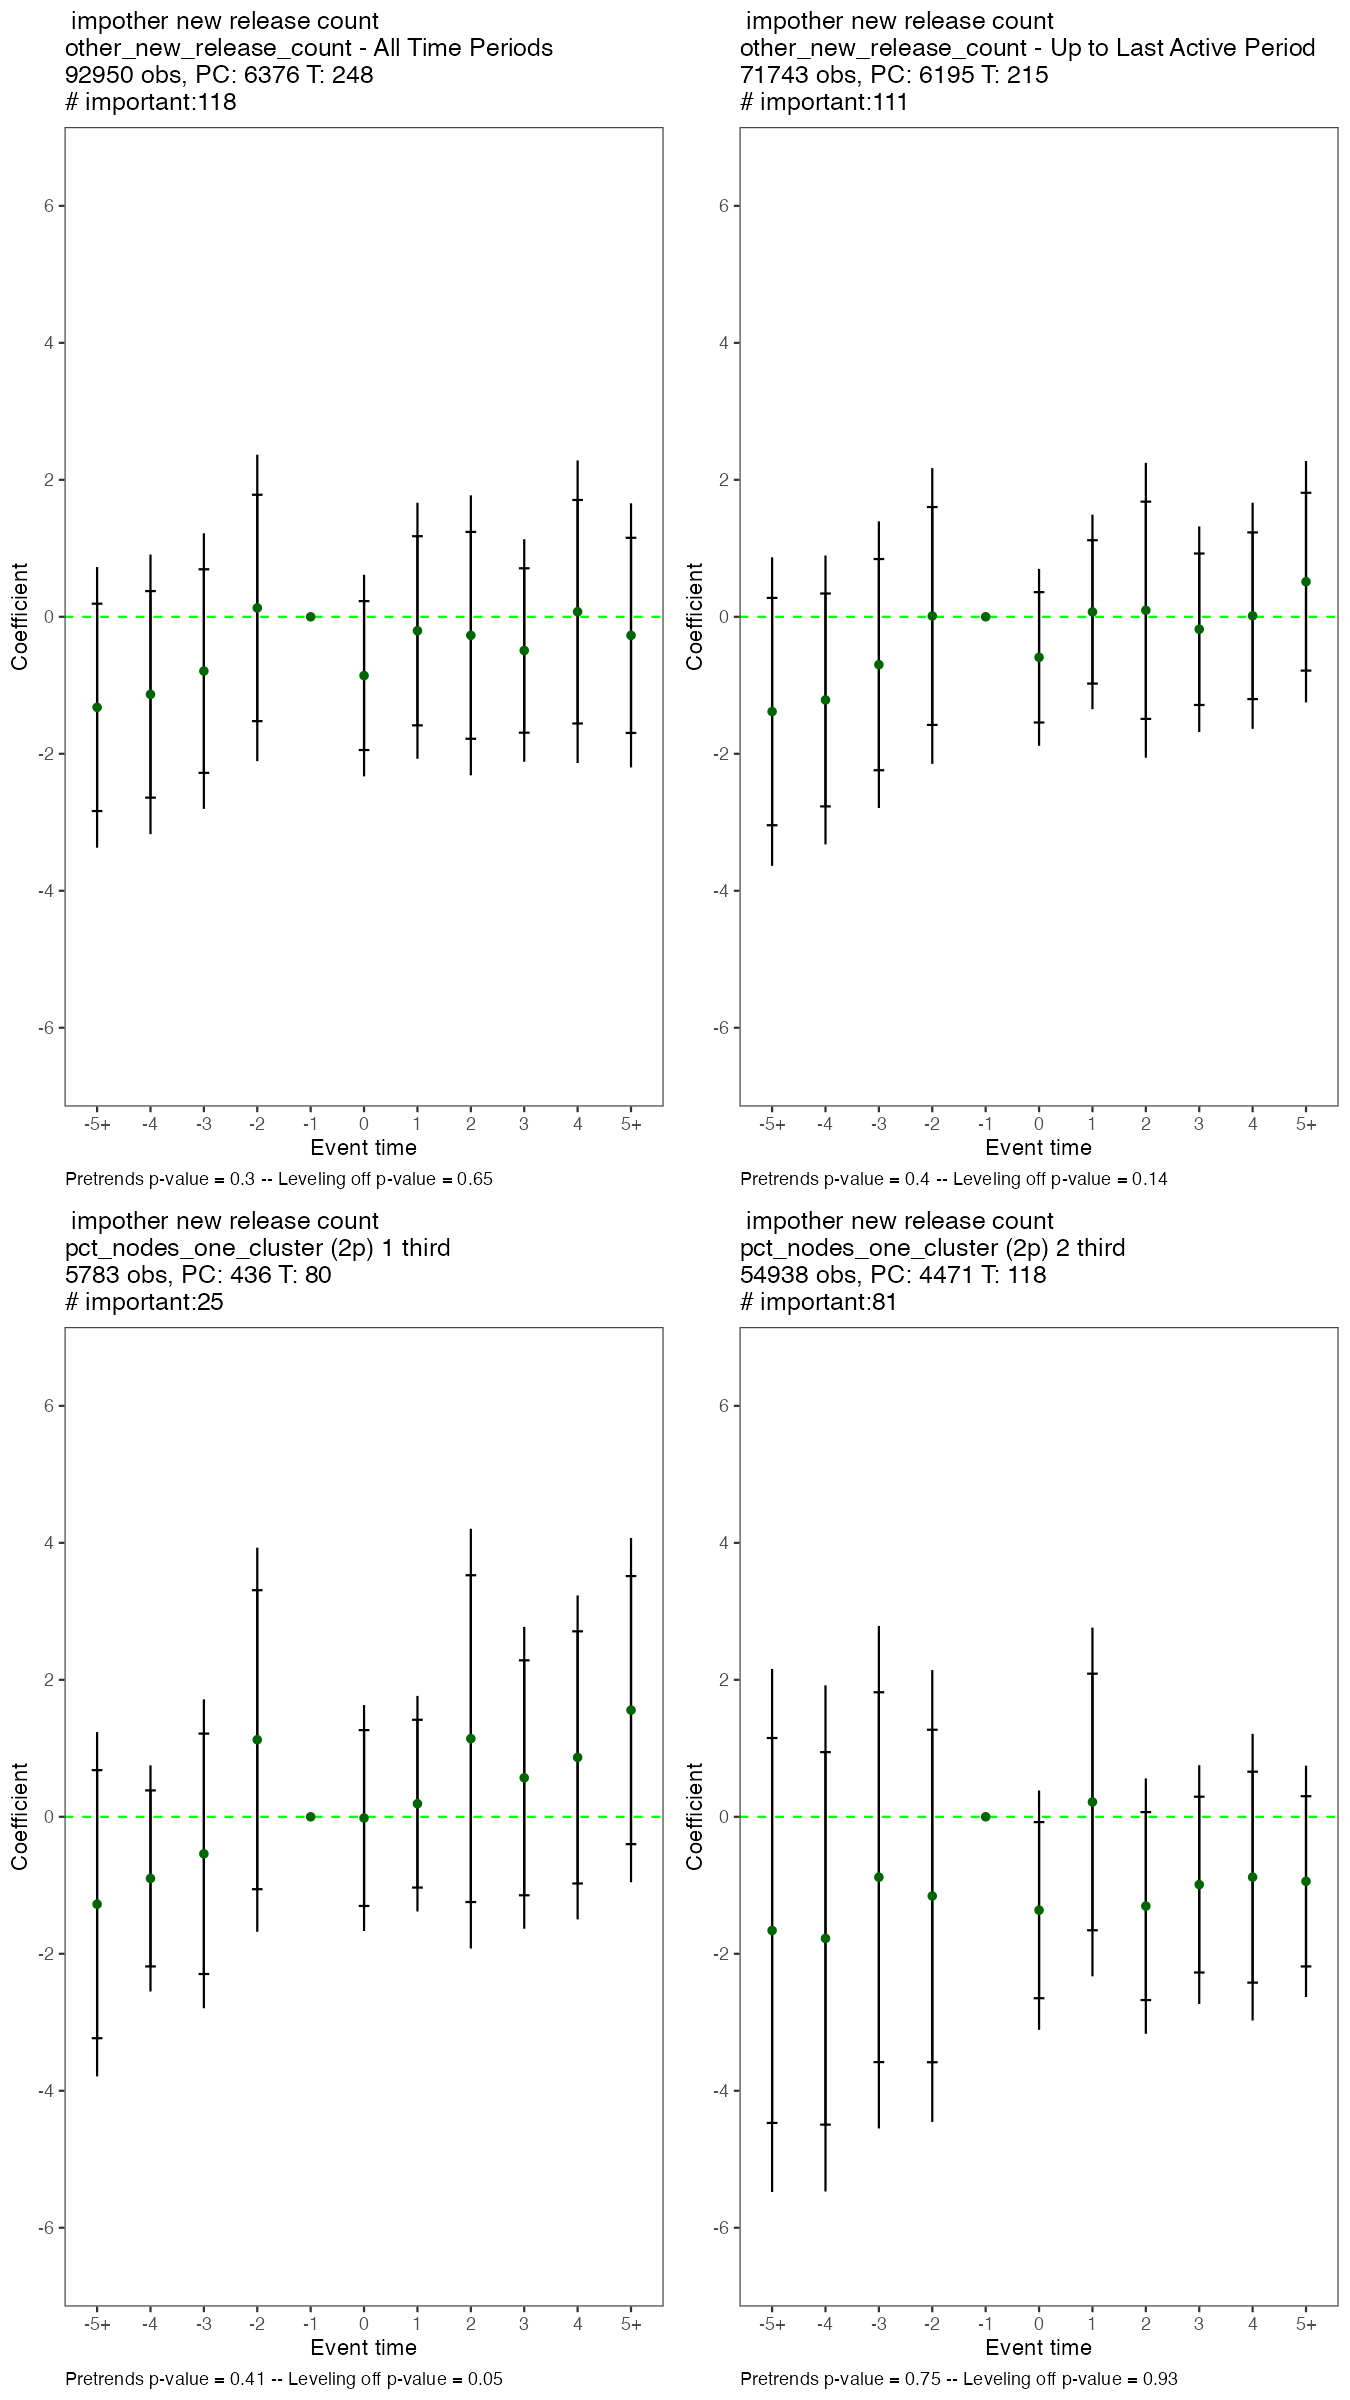 impother new release count
other_new_release_count - All Time Periods
92950 obs, PC: 6376 T: 248
# important:118
6
4
2
0
-2
-4
-6
Coefficient
-5+ -4 -3 -2 -1 0 1 2 3 4 5+
Event time
Pretrends p-value = 0.3 -- Leveling off p-value = 0.65
impother new release count
other_new_release_count - Up to Last Active Period
71743 obs, PC: 6195 T: 215
# important:111
6
4
2
0
-2
-4
-6
Coefficient
-5+ -4 -3 -2 -1 0 1 2 3 4 5+
Event time
Pretrends p-value = 0.4 -- Leveling off p-value = 0.14
impother new release count
pct_nodes_one_cluster (2p) 1 third
5783 obs, PC: 436 T: 80
# important:25
6
4
2
0
-2
-4
-6
Coefficient
-5+ -4 -3 -2 -1 0 1 2 3 4 5+
Event time
Pretrends p-value = 0.41 -- Leveling off p-value = 0.05
impother new release count
pct_nodes_one_cluster (2p) 2 third
54938 obs, PC: 4471 T: 118
# important:81
6
4
2
0
-2
-4
-6
Coefficient
-5+ -4 -3 -2 -1 0 1 2 3 4 5+
Event time
Pretrends p-value = 0.75 -- Leveling off p-value = 0.93